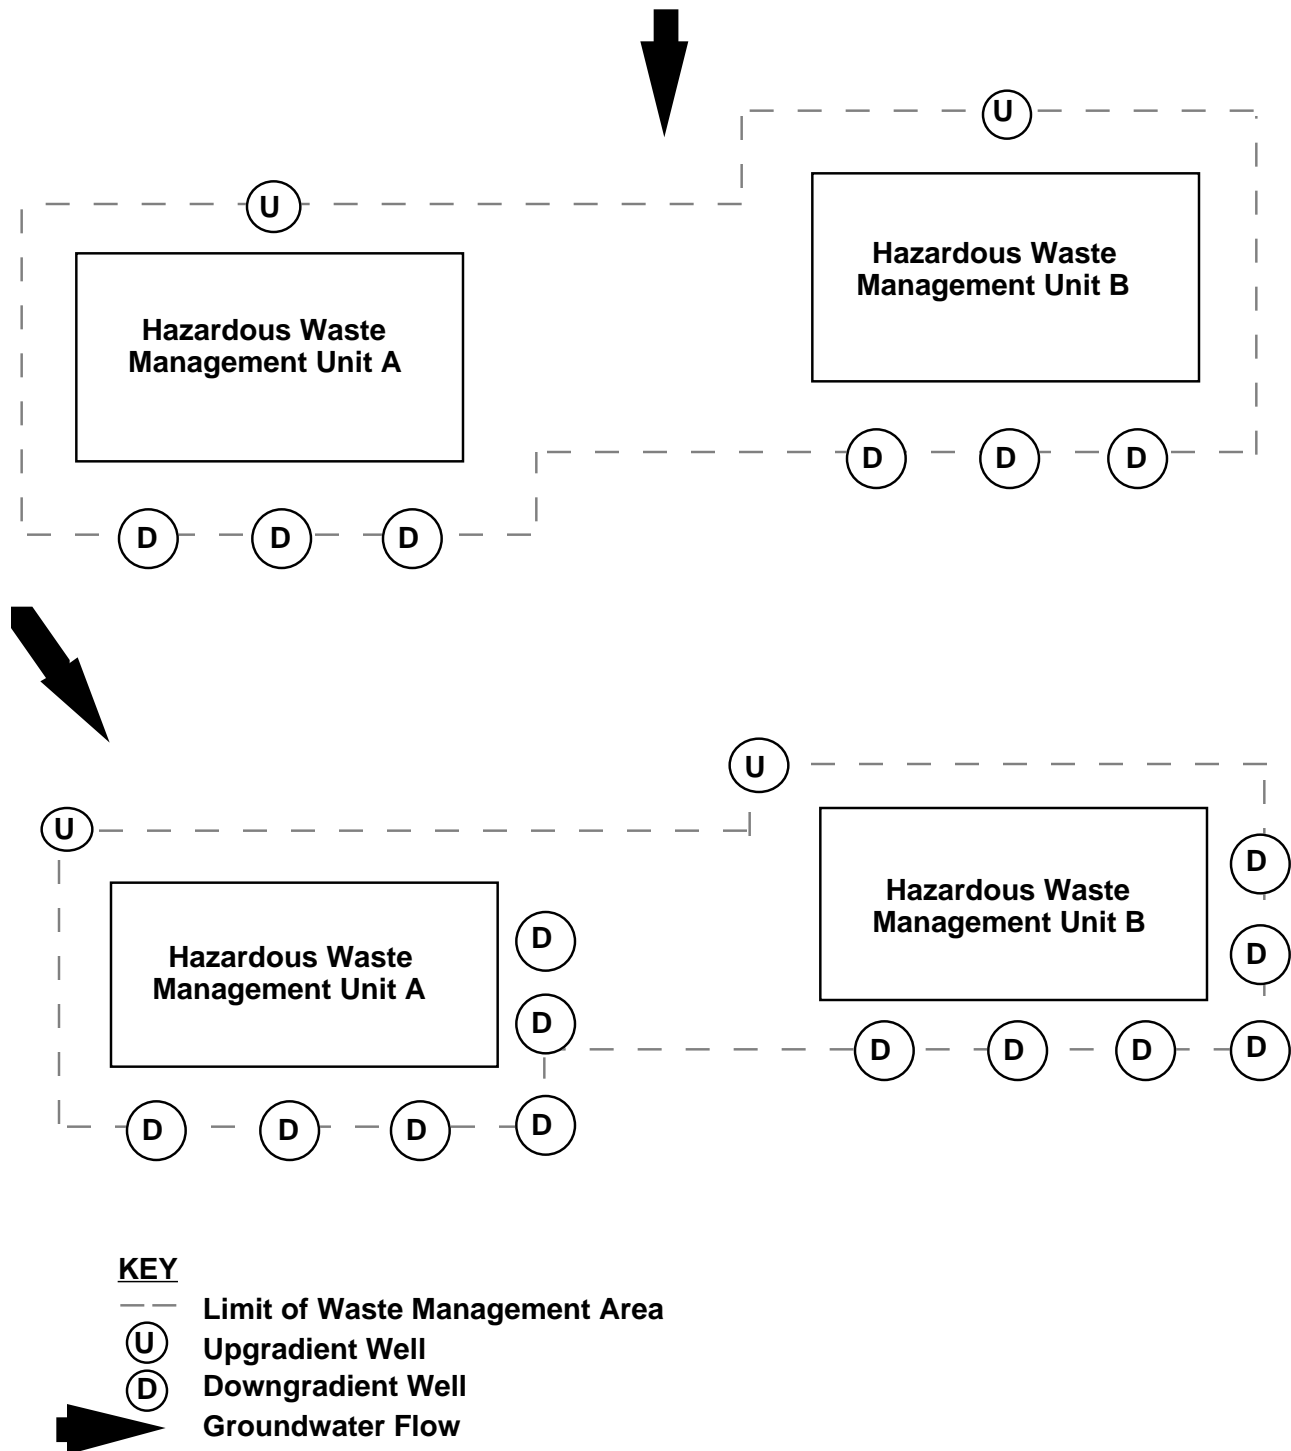 U
U
Hazardous Waste
Management Unit B
Hazardous Waste
Management Unit A
D D D
D D D
U
U
Hazardous Waste
Management Unit B
D
D
Hazardous Waste
Management Unit A
D
D
D D D D
D D D D
KEY
Limit of Waste Management Area
U Upgradient Well
D Downgradient Well
Groundwater Flow